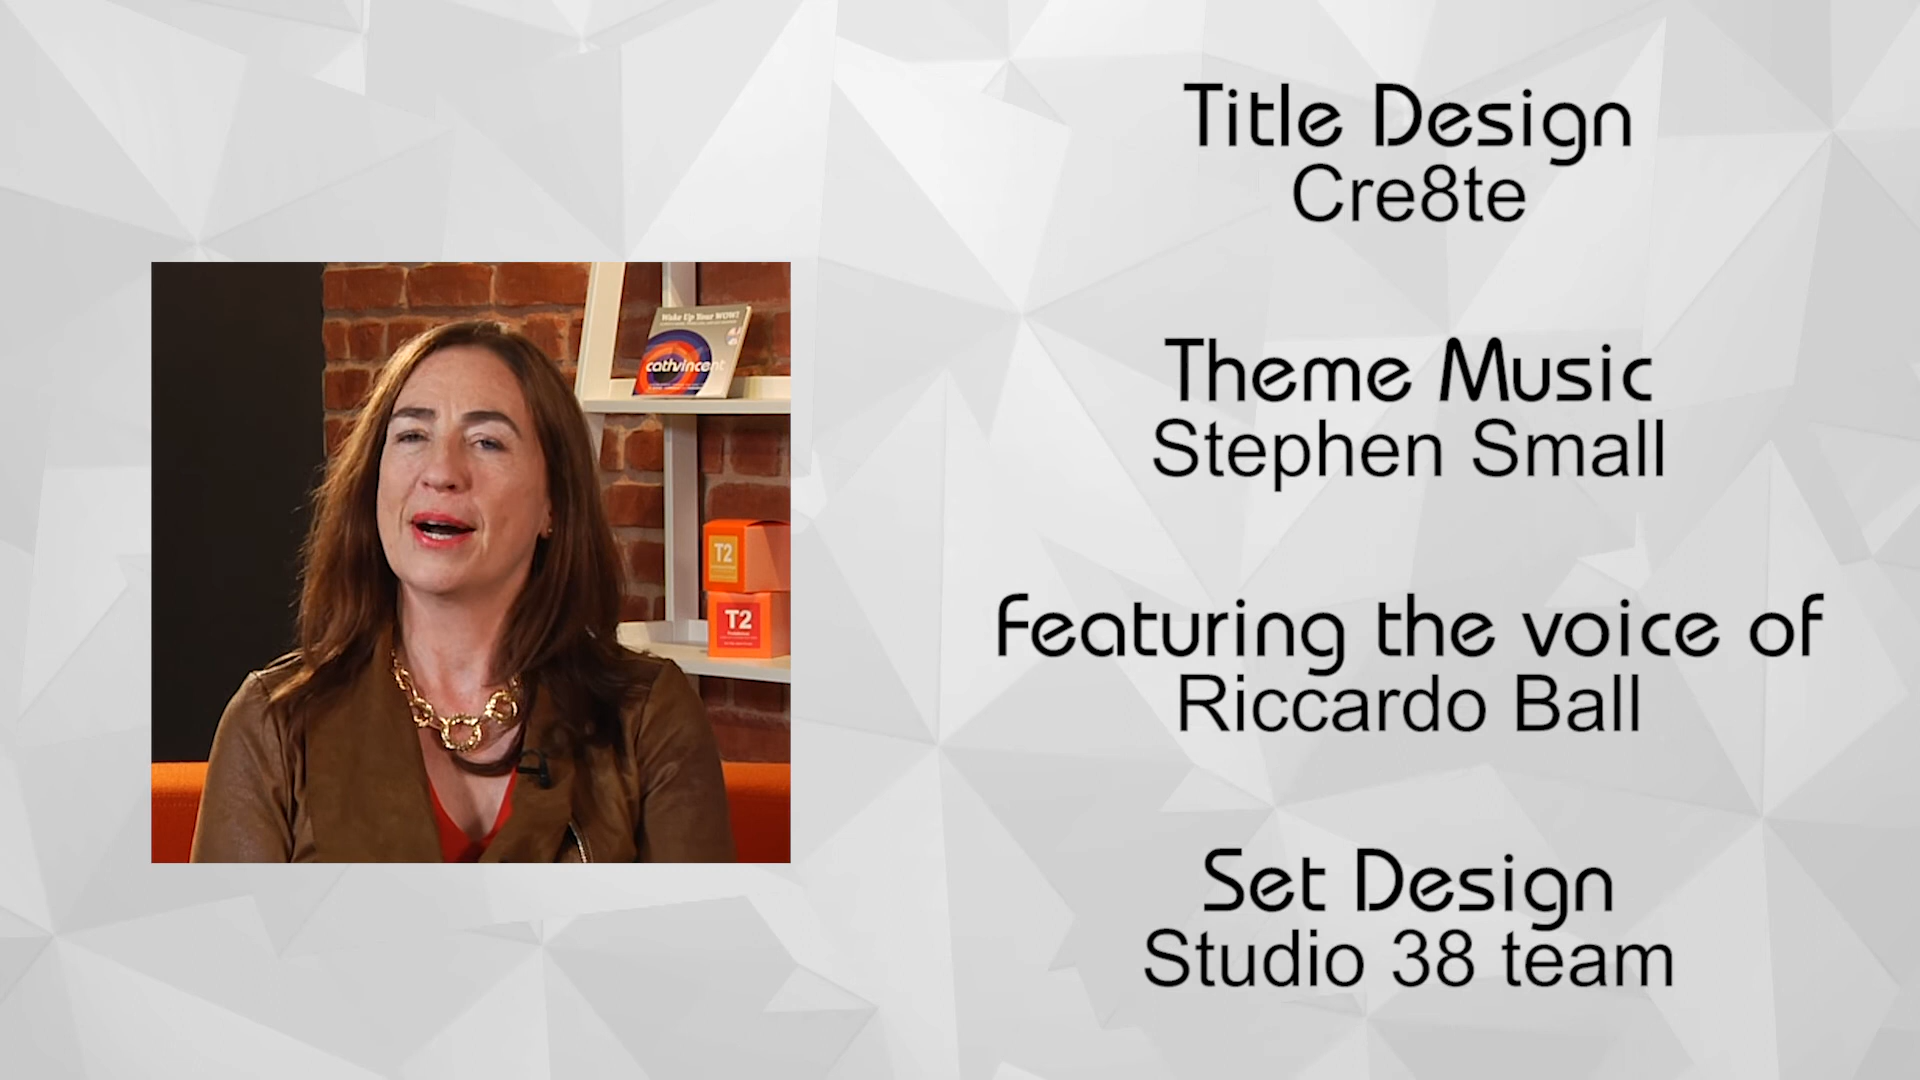 Title Design
Cre8te
Theme Music
Stephen Small
Featuring the voice of
Riccardo Ball
Set Design
Studio 38 team
Wake Up Your WOW!
cathvincent
T2
T2